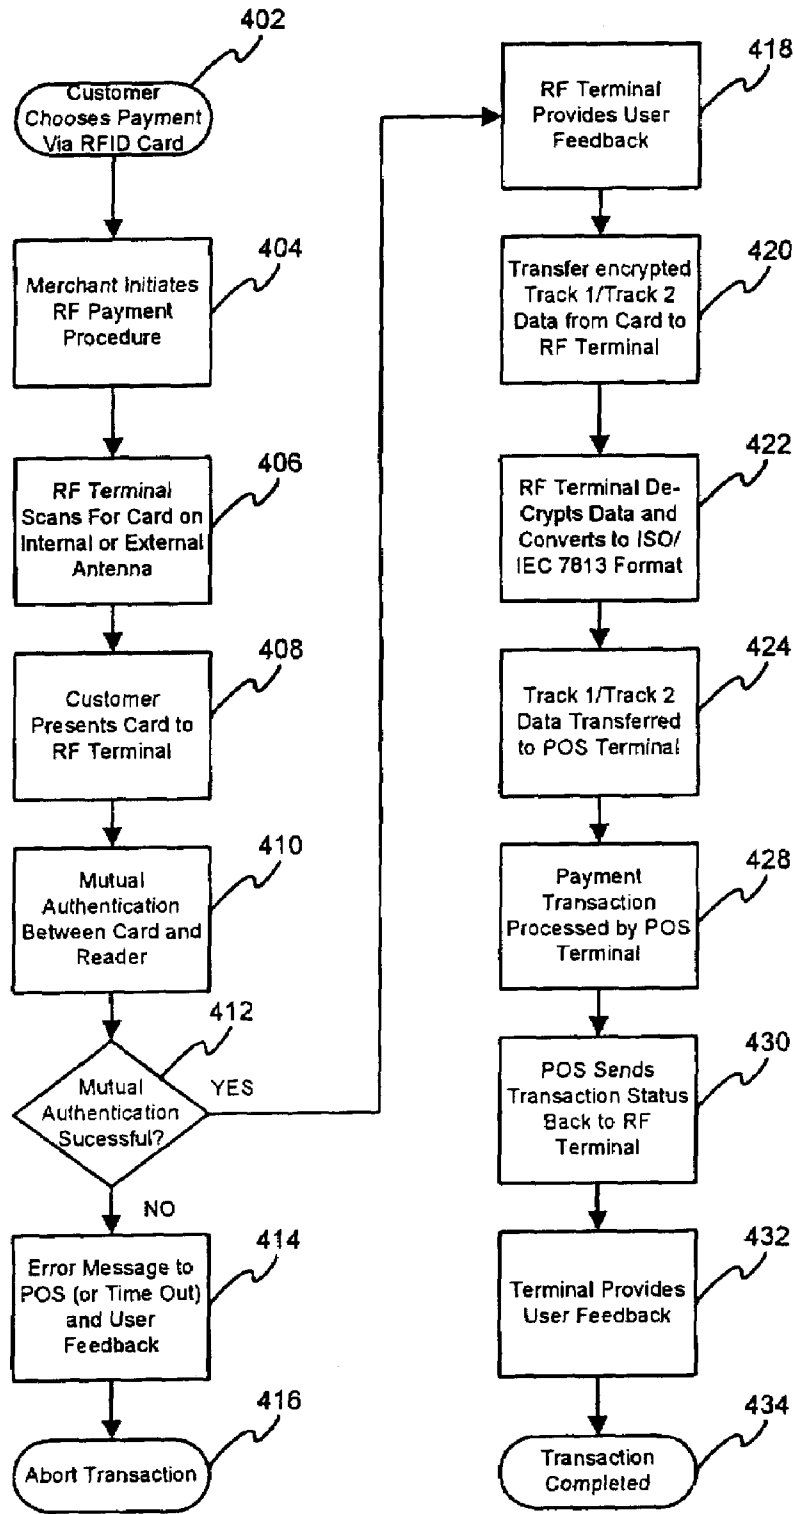 402
Customer
Chooses Payment
Via RFID Card
404
Merchant Initiates
RF Payment
Procedure
406
RF Terminal
Scans For Card on
Internal or External
Antenna
408
Customer
Presents Card to
RF Terminal
410
Mutual
Authentication
Between Card and
Reader
412
Mutual
Authentication
Sucessful?
YES
NO
414
Error Message to
POS (or Time Out)
and User
Feedback
416
Abort Transaction
418
RF Terminal
Provides User
Feedback
420
Transfer encrypted
Track 1/Track 2
Data from Card to
RF Terminal
422
RF Terminal De-
Crypts Data and
Converts to ISO/
IEC 7813 Format
424
Track 1/Track 2
Data Transferred
to POS Terminal
428
Payment
Transaction
Processed by POS
Terminal
430
POS Sends
Transaction Status
Back to RF
Terminal
432
Terminal Provides
User Feedback
434
Transaction
Completed